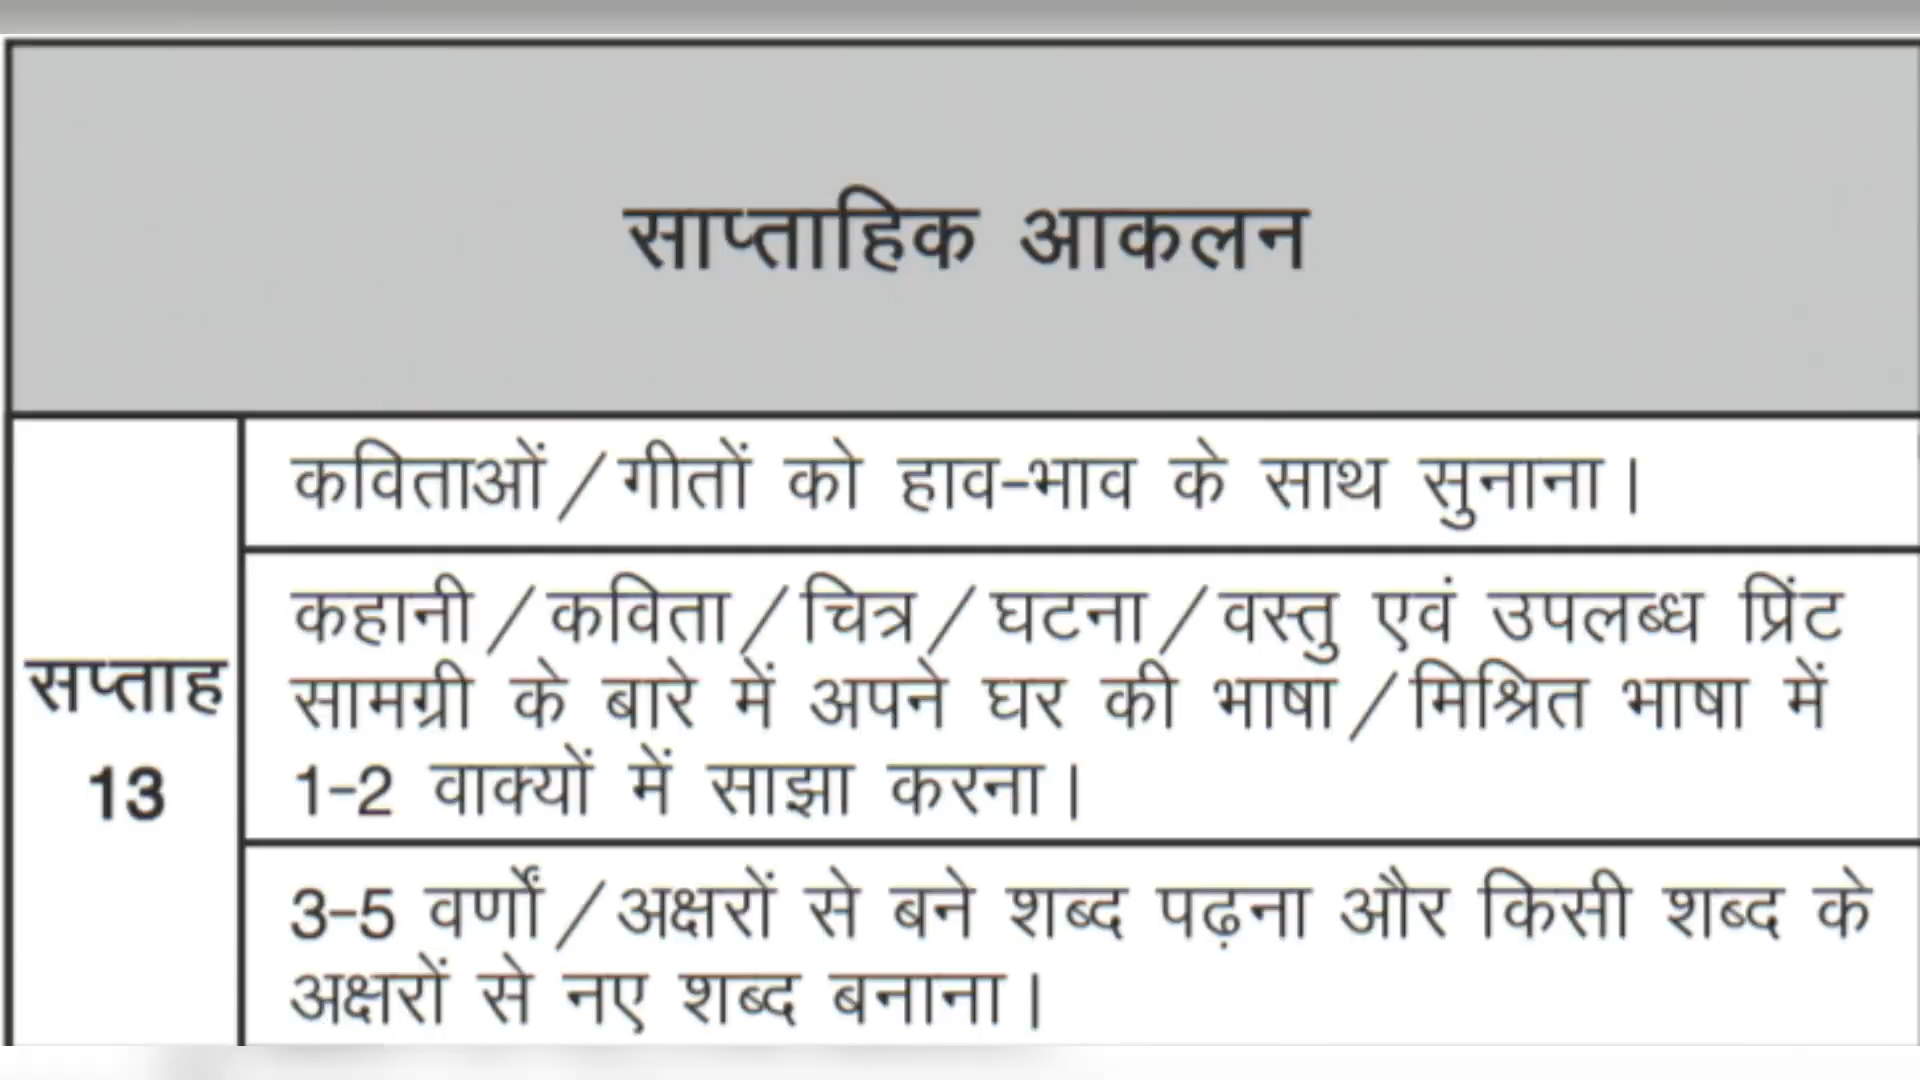 साप्ताहिक आकलन
सप्ताह
13
कविताओं/गीतों को हाव-भाव के साथ सुनाना।
कहानी/कविता/चित्र/घटना/वस्तु एवं उपलब्ध प्रिंट
सामग्री के बारे में अपने घर की भाषा/मिश्रित भाषा में
1-2 वाक्यों में साझा करना।
3-5 वर्णों/अक्षरों से बने शब्द पढ़ना और किसी शब्द के
अक्षरों से नए शब्द बनाना।